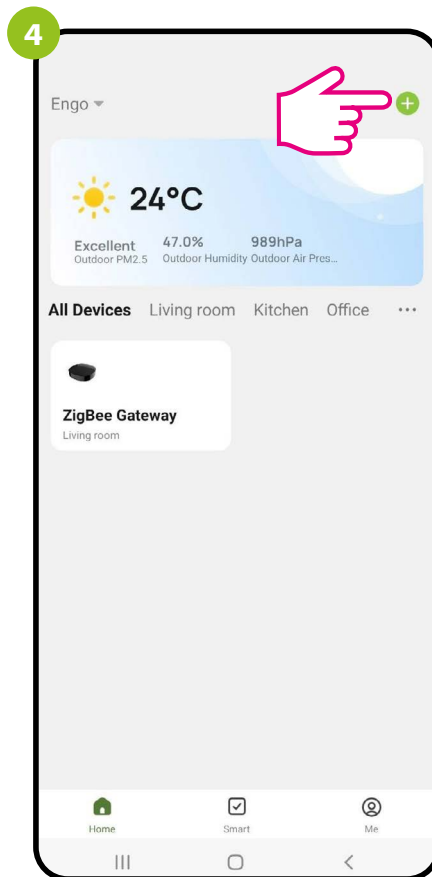 4
Engo
24°C
Excellent 47.0% 989hPa
Outdoor PM2.5 Outdoor Humidity Outdoor Air Pres...
All Devices Living room Kitchen Office ...
ZigBee Gateway
Living room
Home Smart Me